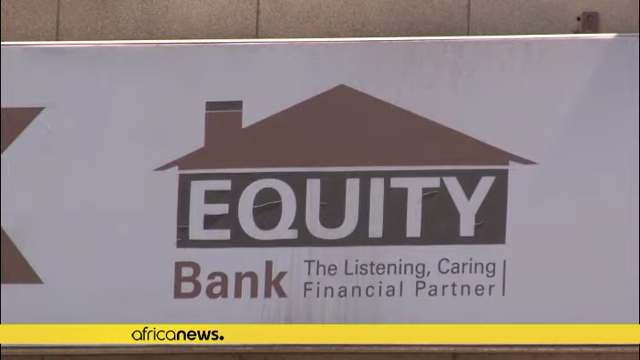 EQUITY
Bank
The Listening, Caring
Financial Partner
africanews.